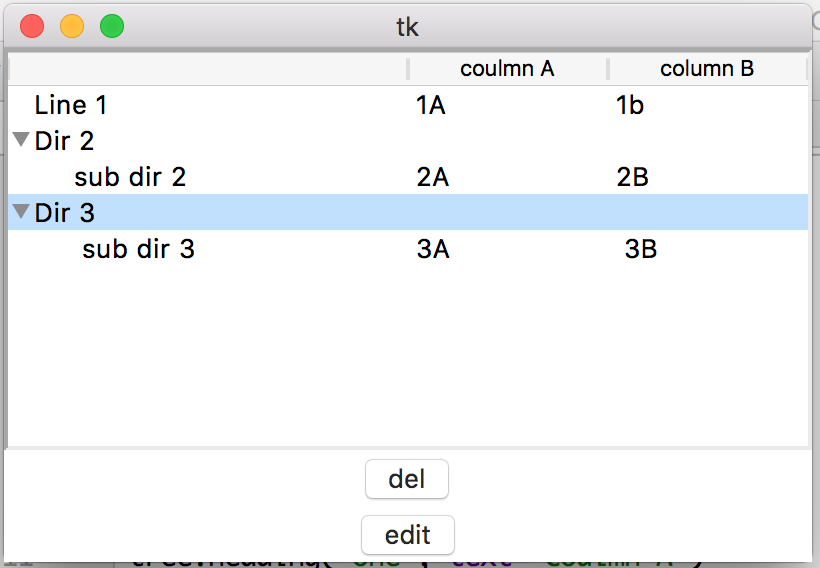 tk
coulmn A column B
Line 1 1A 1b
Dir 2
sub dir 2 2A 2B
Dir 3
sub dir 3 3A 3B
del
edit